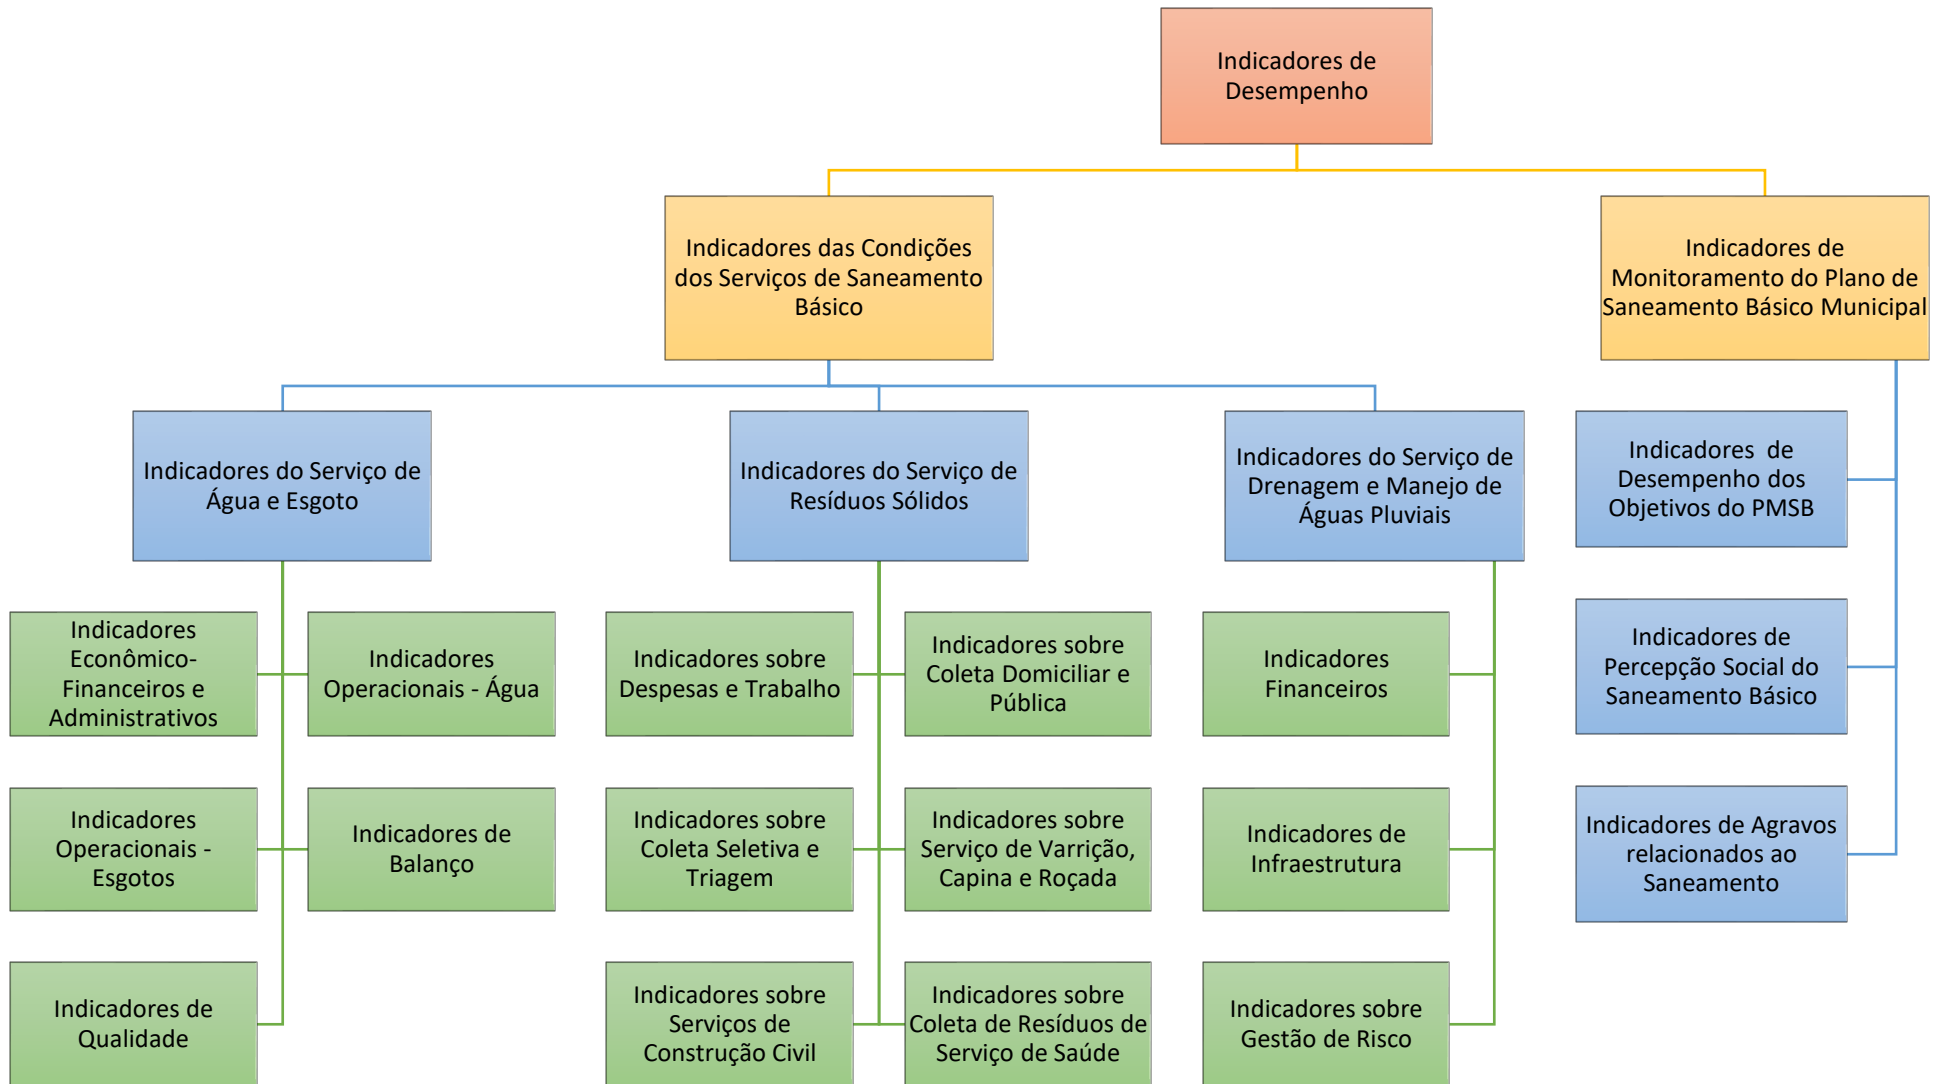 Indicadores de
Desempenho
Indicadores das Condições
dos Serviços de Saneamento
Básico
Indicadores de
Monitoramento do Plano de
Saneamento Básico Municipal
Indicadores do Serviço de
Água e Esgoto
Indicadores do Serviço de
Resíduos Sólidos
Indicadores do Serviço de
Drenagem e Manejo de
Águas Pluviais
Indicadores de
Desempenho dos
Objetivos do PMSB
Indicadores
Econômico-
Financeiros e
Administrativos
Indicadores
Operacionais - Água
Indicadores sobre
Despesas e Trabalho
Indicadores sobre
Coleta Domiciliar e
Pública
Indicadores
Financeiros
Indicadores de
Percepção Social do
Saneamento Básico
Indicadores
Operacionais -
Esgotos
Indicadores de
Balanço
Indicadores sobre
Coleta Seletiva e
Triagem
Indicadores sobre
Serviço de Varrição,
Capina e Roçada
Indicadores de
Infraestrutura
Indicadores de Agravos
relacionados ao
Saneamento
Indicadores de
Qualidade
Indicadores sobre
Serviços de
Construção Civil
Indicadores sobre
Coleta de Resíduos de
Serviço de Saúde
Indicadores sobre
Gestão de Risco